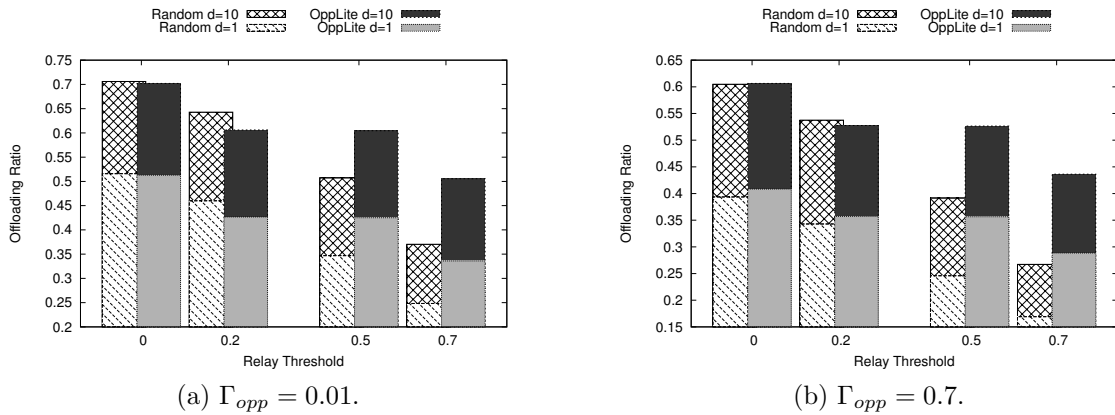 Random d=10
OppLite d=10
Random d=1
OppLite d=1
0.75
0.7
0.65
0.6
0.55
0.5
0.45
0.4
0.35
0.3
0.25
0.2
Offloading Ratio
0 0.2 0.5 0.7
Relay Threshold
(a) Γopp = 0.01.
Random d=10
OppLite d=10
Random d=1
OppLite d=1
0.65
0.6
0.55
0.5
0.45
0.4
0.35
0.3
0.25
0.2
0.15
Offloading Ratio
0 0.2 0.5 0.7
Relay Threshold
(b) Γopp = 0.7.